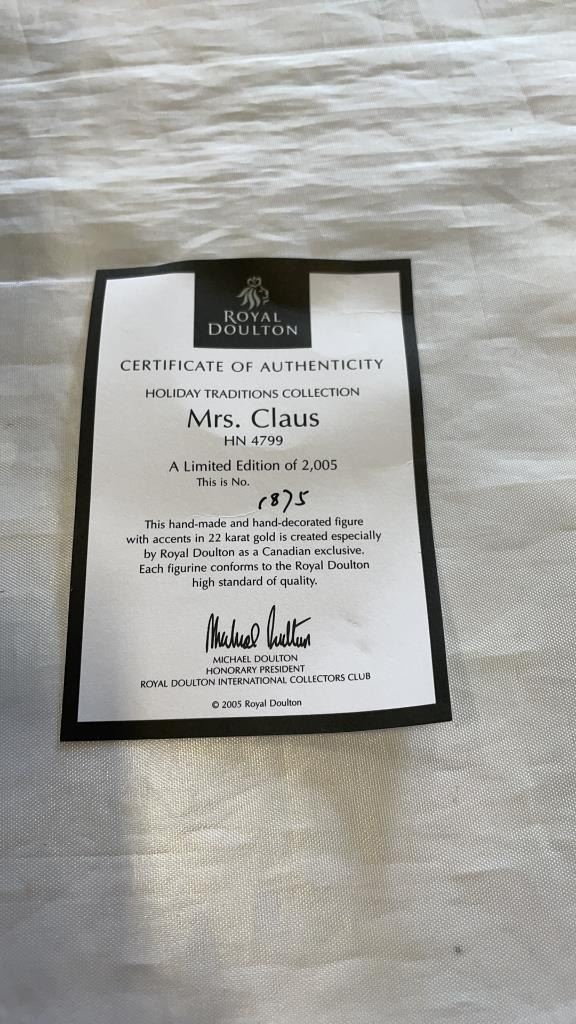 ROYAL
DOULTON
CERTIFICATE OF AUTHENTICITY
HOLIDAY TRADITIONS COLLECTION
Mrs. Claus
HN 4799
A Limited Edition of 2,005
This is No.
1875
This hand-made and hand-decorated figure
with accents in 22 karat gold is created especially
by Royal Doulton as a Canadian exclusive.
Each figurine conforms to the Royal Doulton
high standard of quality.
Michael Doulton
MICHAEL DOULTON
HONORARY PRESIDENT
ROYAL DOULTON INTERNATIONAL COLLECTORS CLUB
© 2005 Royal Doulton